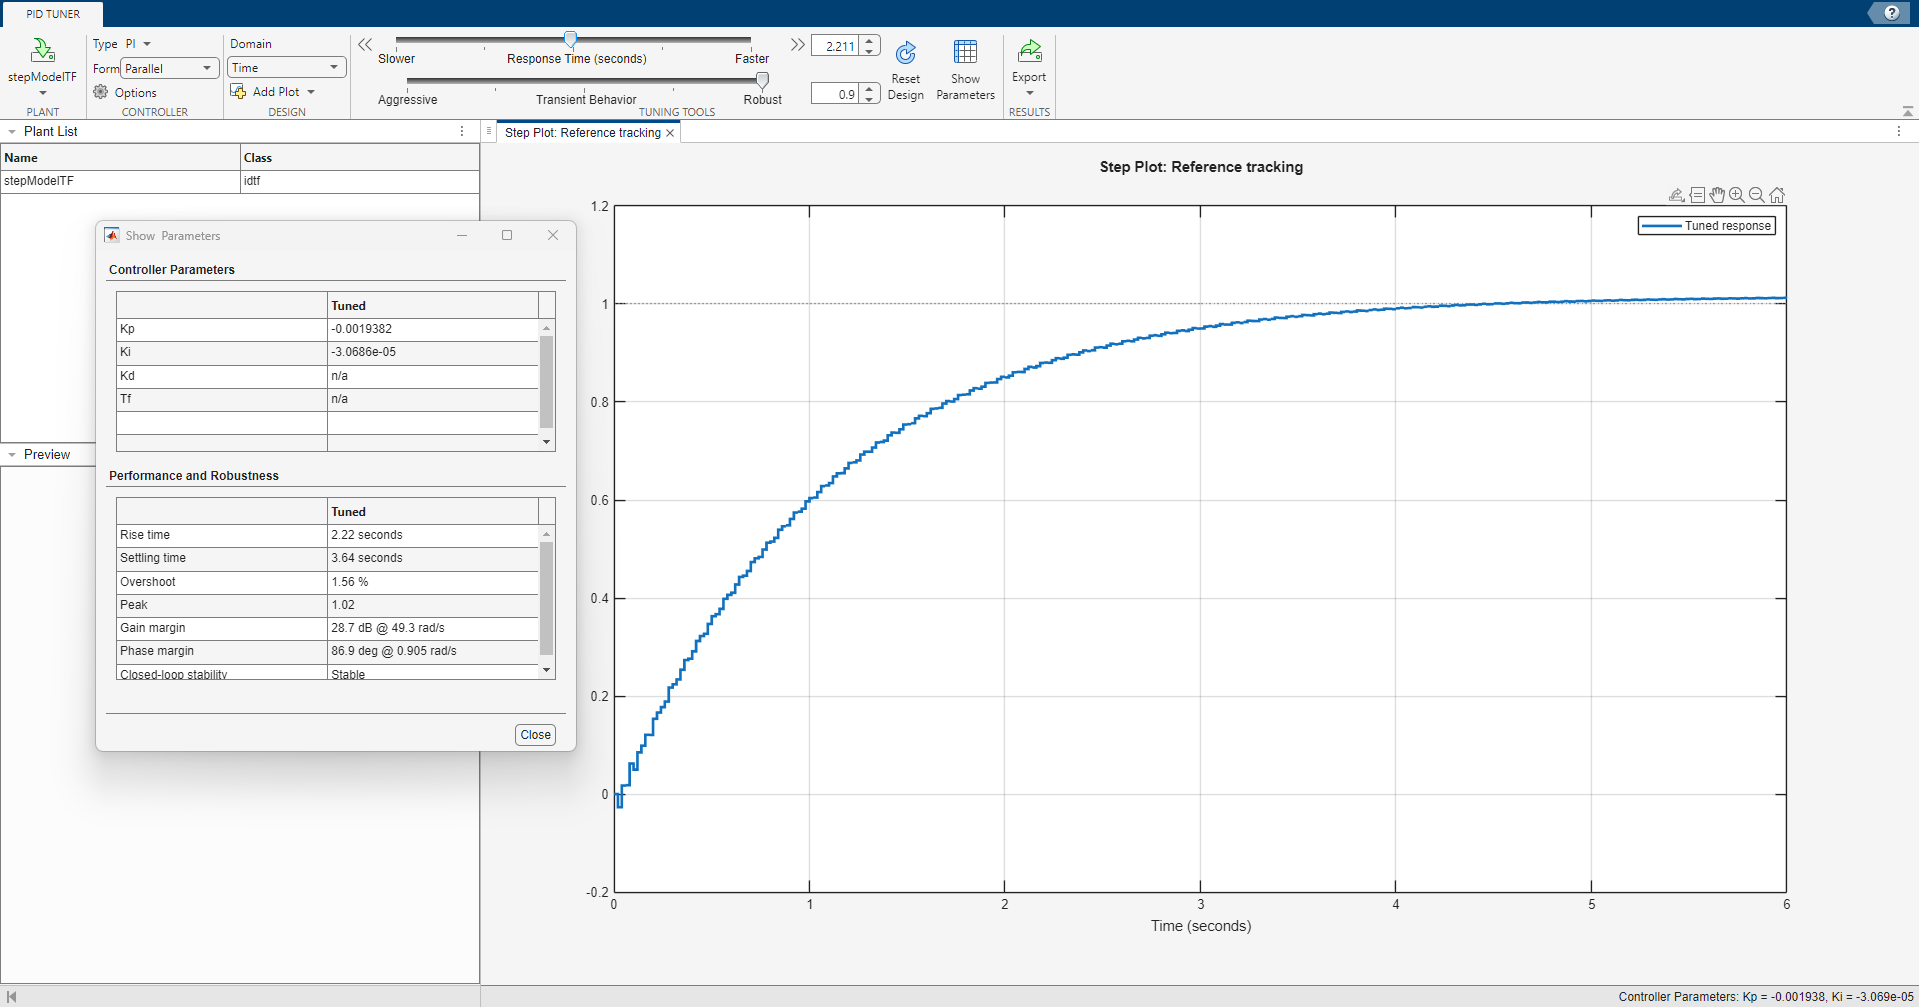 PID TUNER
?
stepModelTF
PLANT
Type PI
Form Parallel
Options
CONTROLLER
Domain
Time
Add Plot
DESIGN
Slower Response Time (seconds) Faster
2.211
Aggressive Transient Behavior Robust
0.9
Reset Design
Show Parameters
TUNING TOOLS
Export
RESULTS
Plant List
Name Class
stepModelTF idtf
Preview
Step Plot: Reference tracking
Step Plot: Reference tracking
Tuned response
1.2
1
0.8
0.6
0.4
0.2
0
-0.2
0 1 2 3 4 5 6
Time (seconds)
Show Parameters
Controller Parameters
Tuned
Kp -0.0019382
Ki -3.0686e-05
Kd n/a
Tf n/a
Performance and Robustness
Tuned
Rise time 2.22 seconds
Settling time 3.64 seconds
Overshoot 1.56 %
Peak 1.02
Gain margin 28.7 dB @ 49.3 rad/s
Phase margin 86.9 deg @ 0.905 rad/s
Closed-loop stability Stable
Close
Controller Parameters: Kp = -0.001938, Ki = -3.069e-05